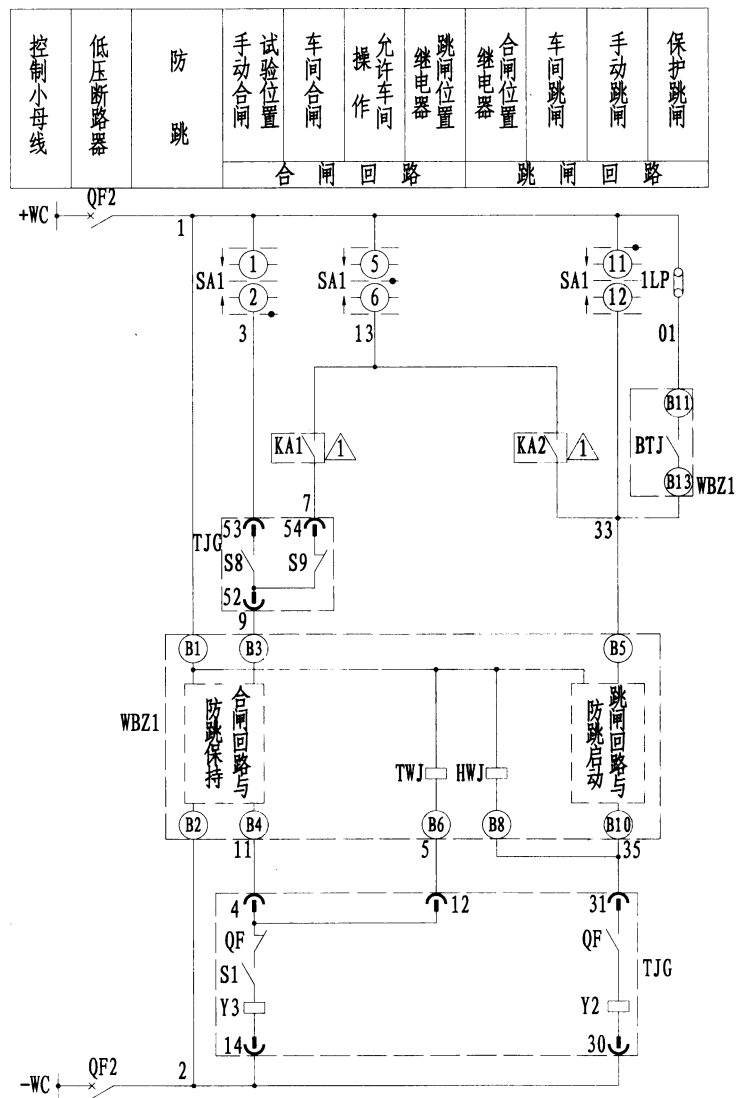 控制小母线
低压断路器
防跳
试验位置
手动合闸
车间合闸
允许车间
操作
跳闸位置
继电器
合闸位置
继电器
车间跳闸
手动跳闸
保护跳闸
合闸回路
跳闸回路
+WC
QF2
1
SA1
1
2
3
SA1
5
6
13
SA1
11
12
1LP
01
KA1
1
KA2
1
B11
BTJ
B13
WBZ1
7
33
TJG
53
54
S8
S9
52
9
WBZ1
B1
B3
B5
合闸回路与
防跳保持
TWJ
HWJ
跳闸回路与
防跳启动
B2
B4
B6
B8
B10
11
5
35
4
12
31
QF
S1
Y3
14
QF
Y2
30
TJG
-WC
QF2
2